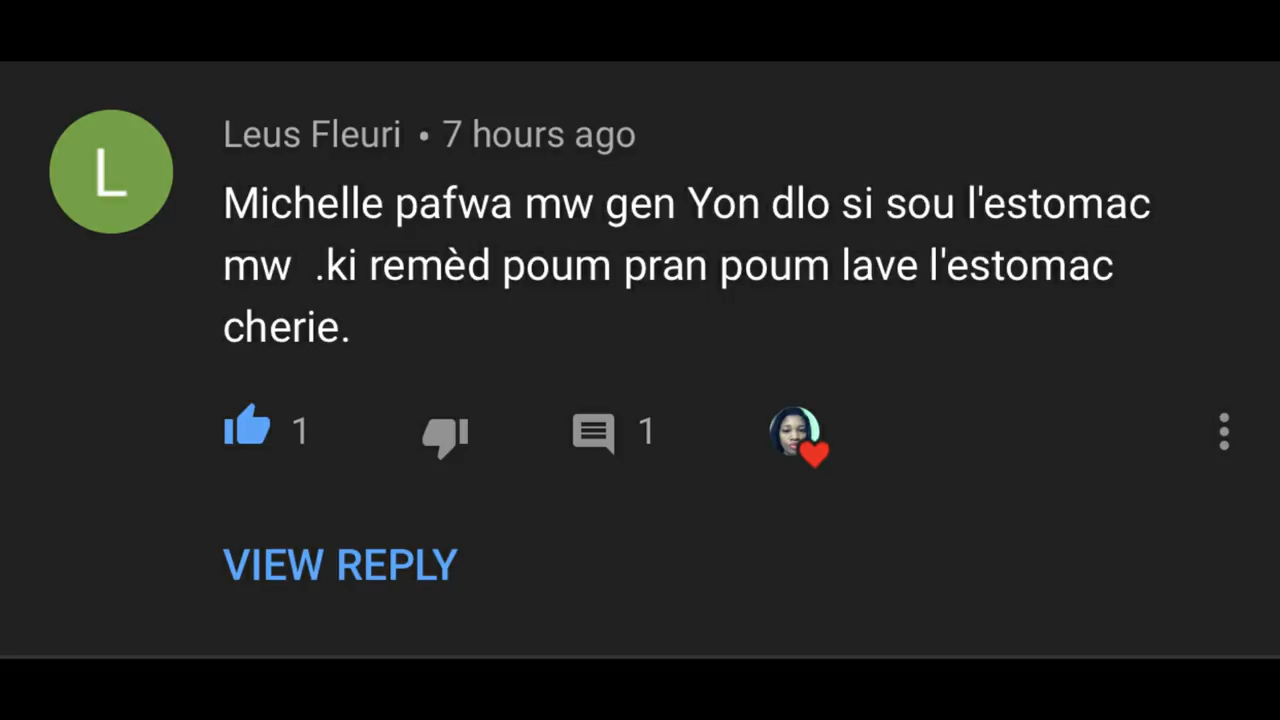 L
Leus Fleuri • 7 hours ago
Michelle pafwa mw gen Yon dlo si sou l'estomac
mw  .ki remèd poum pran poum lave l'estomac
cherie.
1
1
VIEW REPLY